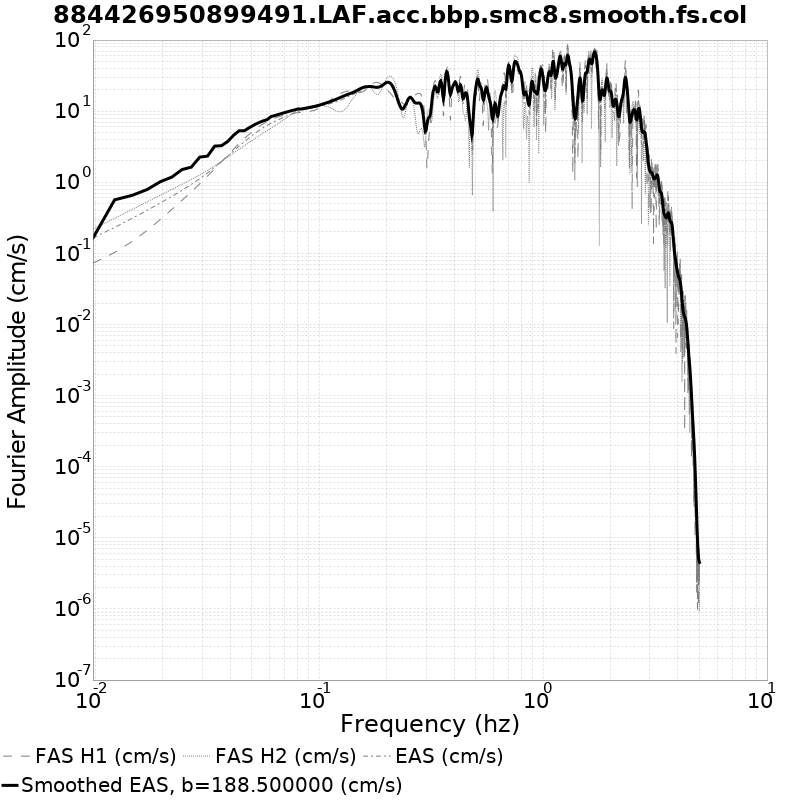 884426950899491.LAF.acc.bbp.smc8.smooth.fs.col
10^2
10^1
10^0
10^-1
10^-2
10^-3
10^-4
10^-5
10^-6
10^-7
Fourier Amplitude (cm/s)
10^-2 10^-1 10^0 10^1
Frequency (hz)
FAS H1 (cm/s) FAS H2 (cm/s) EAS (cm/s)
Smoothed EAS, b=188.500000 (cm/s)